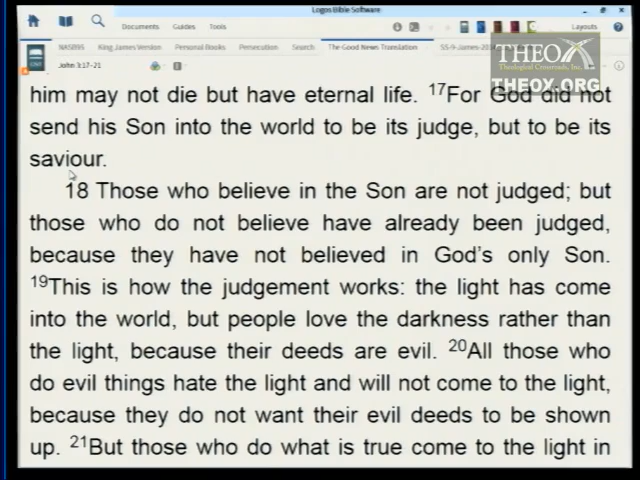 Logos Bible Software
Documents Guides Tools Layouts
NASB95 King James Version Personal Books Persecution Search The Good News Translation
John 3:17–21
THEOX
Theological Crossroads, Inc.
THEOX.ORG
him may not die but have eternal life. 17For God did not
send his Son into the world to be its judge, but to be its
saviour.
18 Those who believe in the Son are not judged; but
those who do not believe have already been judged,
because they have not believed in God's only Son.
19This is how the judgement works: the light has come
into the world, but people love the darkness rather than
the light, because their deeds are evil. 20All those who
do evil things hate the light and will not come to the light,
because they do not want their evil deeds to be shown
up. 21But those who do what is true come to the light in